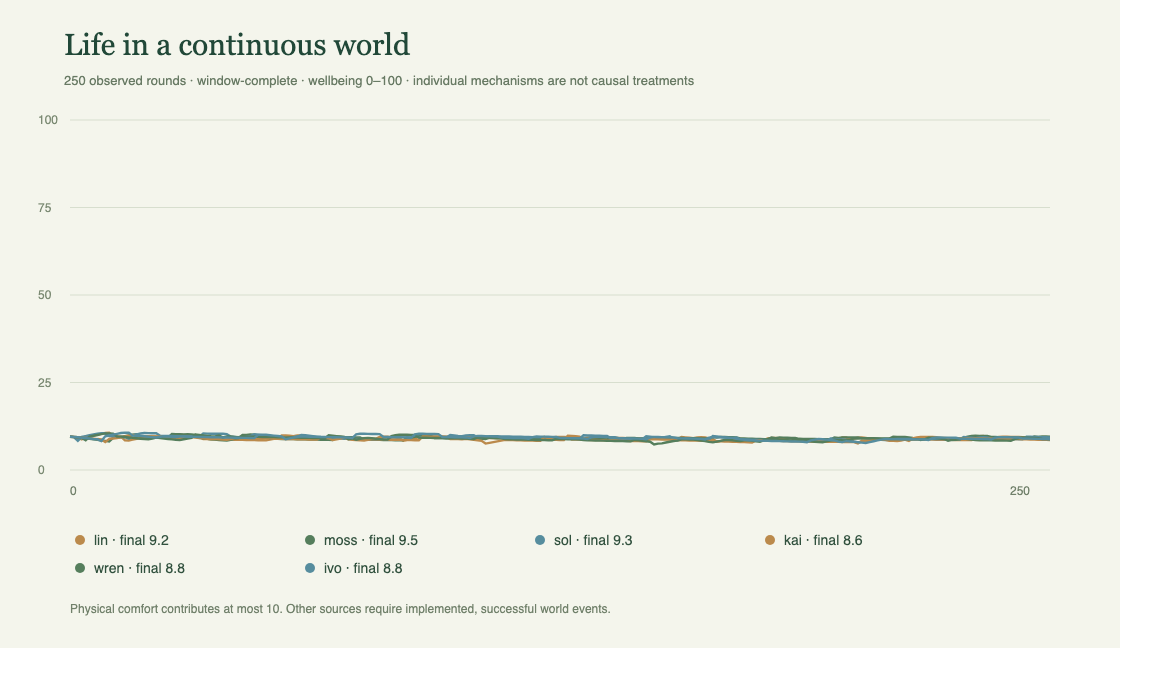 Life in a continuous world
250 observed rounds · window-complete · wellbeing 0–100 · individual mechanisms are not causal treatments
100
75
50
25
0
0 250
lin · final 9.2 moss · final 9.5 sol · final 9.3 kai · final 8.6
wren · final 8.8 ivo · final 8.8
Physical comfort contributes at most 10. Other sources require implemented, successful world events.